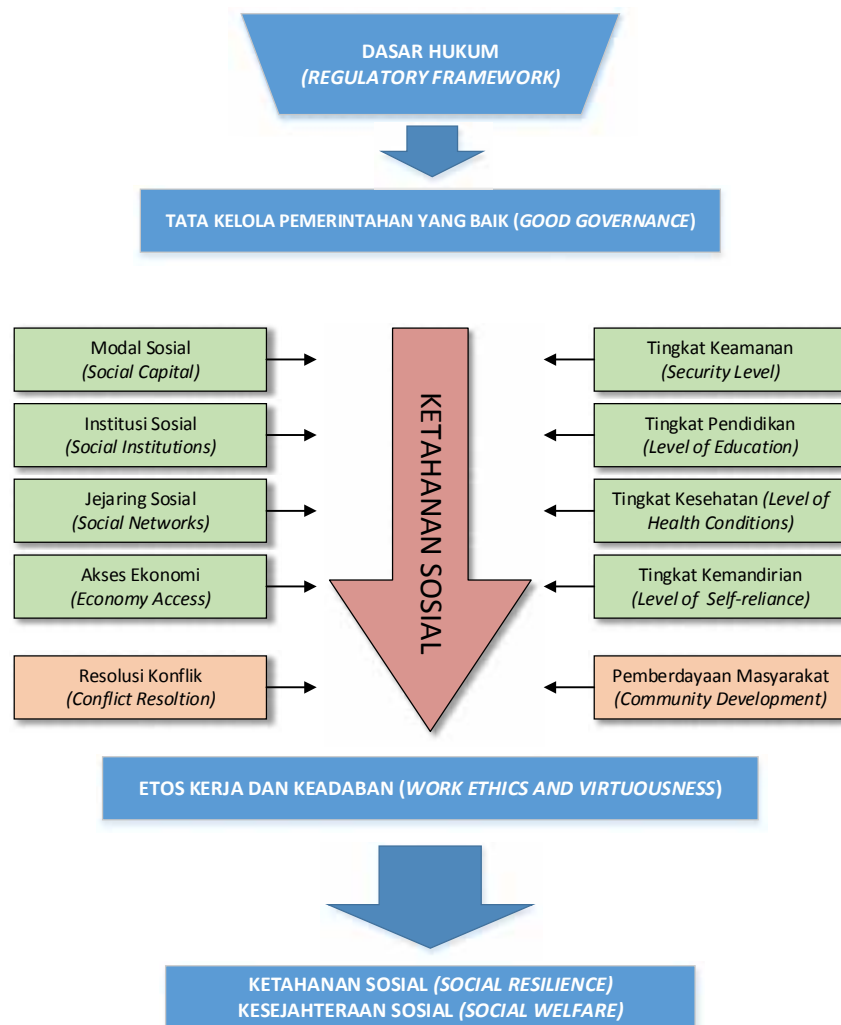 DASAR HUKUM
(REGULATORY FRAMEWORK)
TATA KELOLA PEMERINTAHAN YANG BAIK (GOOD GOVERNANCE)
Modal Sosial
(Social Capital)
Institusi Sosial
(Social Institutions)
Jejaring Sosial
(Social Networks)
Akses Ekonomi
(Economy Access)
Resolusi Konflik
(Conflict Resoltion)
KETAHANAN SOSIAL
Tingkat Keamanan
(Security Level)
Tingkat Pendidikan
(Level of Education)
Tingkat Kesehatan (Level of
Health Conditions)
Tingkat Kemandirian
(Level of Self-reliance)
Pemberdayaan Masyarakat
(Community Development)
ETOS KERJA DAN KEADABAN (WORK ETHICS AND VIRTUOUSNESS)
KETAHANAN SOSIAL (SOCIAL RESILIENCE)
KESEJAHTERAAN SOSIAL (SOCIAL WELFARE)